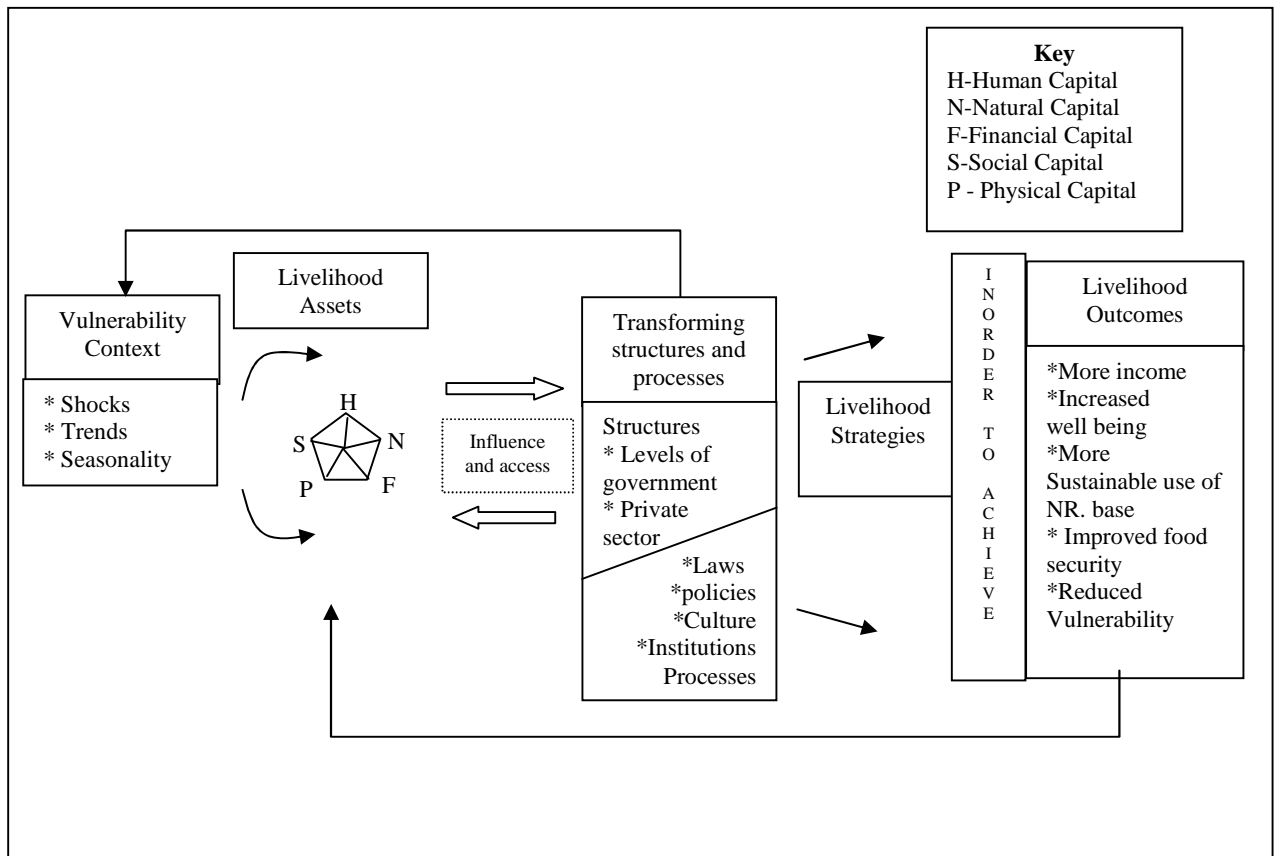 Key
H-Human Capital
N-Natural Capital
F-Financial Capital
S-Social Capital
P - Physical Capital
Vulnerability
Context
* Shocks
* Trends
* Seasonality
Livelihood
Assets
H
S
N
P
F
Influence
and access
Transforming
structures and
processes
Structures
* Levels of
government
* Private
sector
*Laws
*policies
*Culture
*Institutions
Processes
Livelihood
Strategies
I
N
O
R
D
E
R
T
O
A
C
H
I
E
V
E
Livelihood
Outcomes
*More income
*Increased
well being
*More
Sustainable use of
NR. base
* Improved food
security
*Reduced
Vulnerability